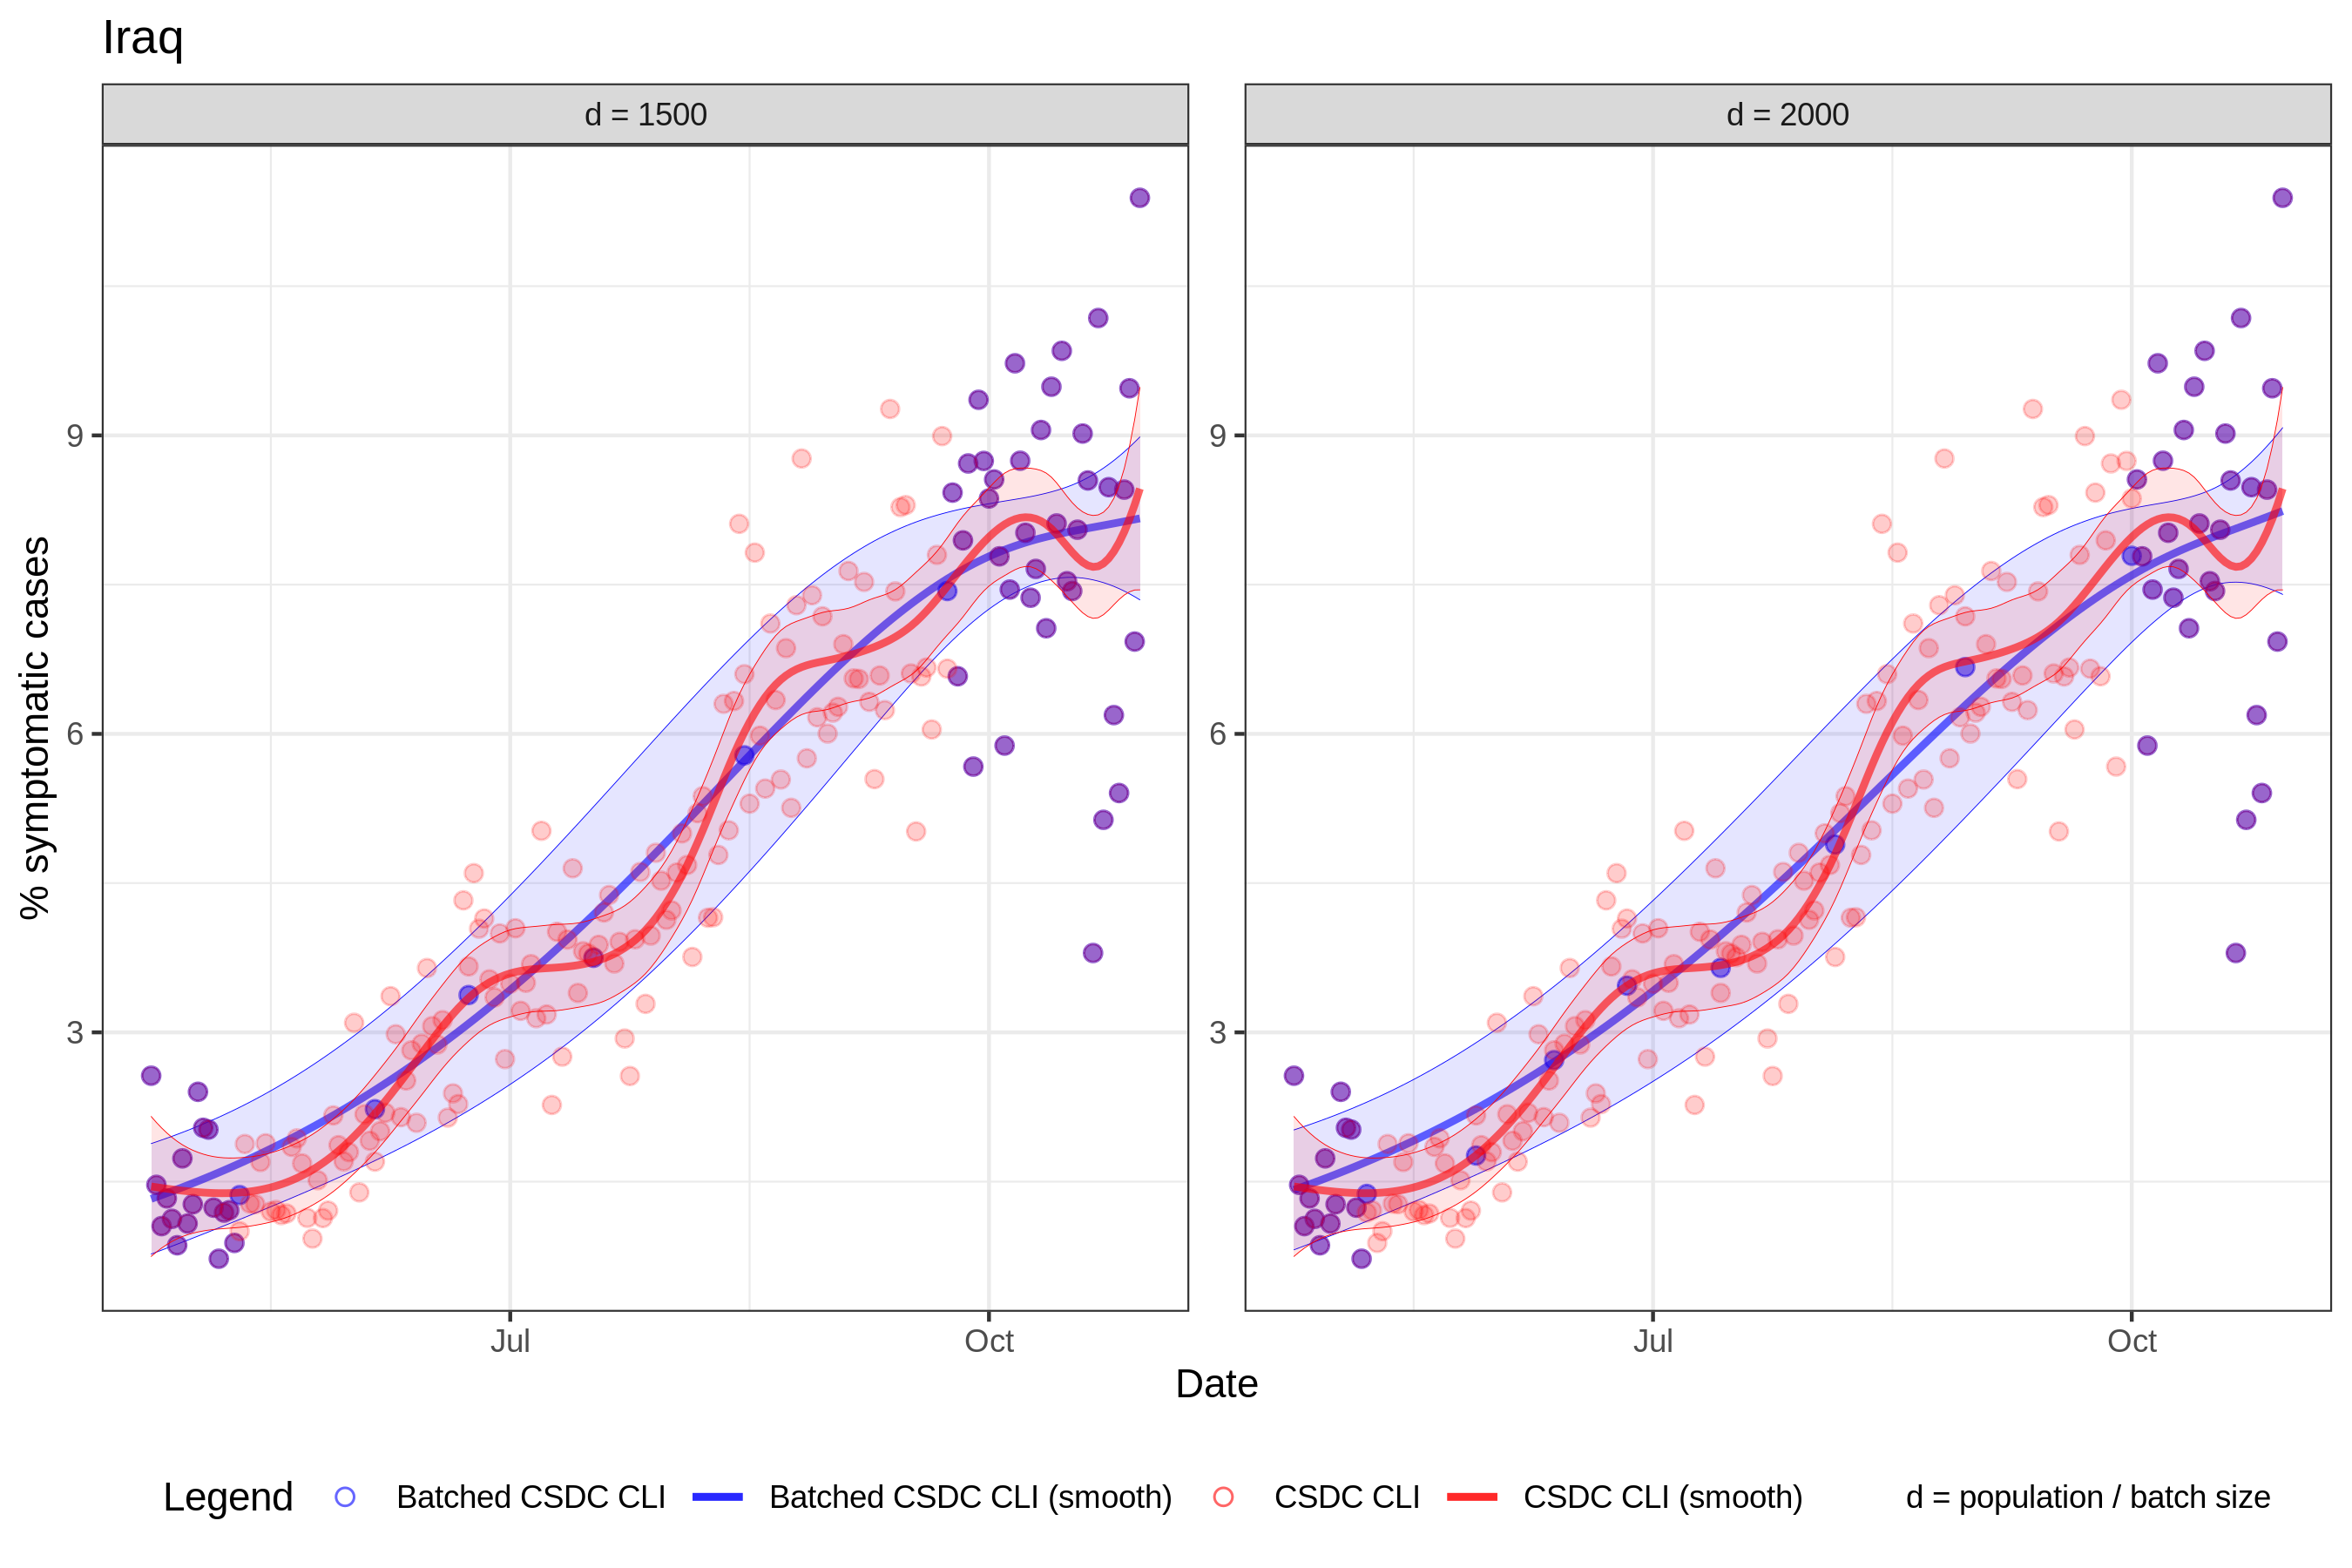 Iraq
d = 1500
d = 2000
% symptomatic cases
9
6
3
9
6
3
Jul
Oct
Jul
Oct
Date
Legend
Batched CSDC CLI
Batched CSDC CLI (smooth)
CSDC CLI
CSDC CLI (smooth)
d = population / batch size